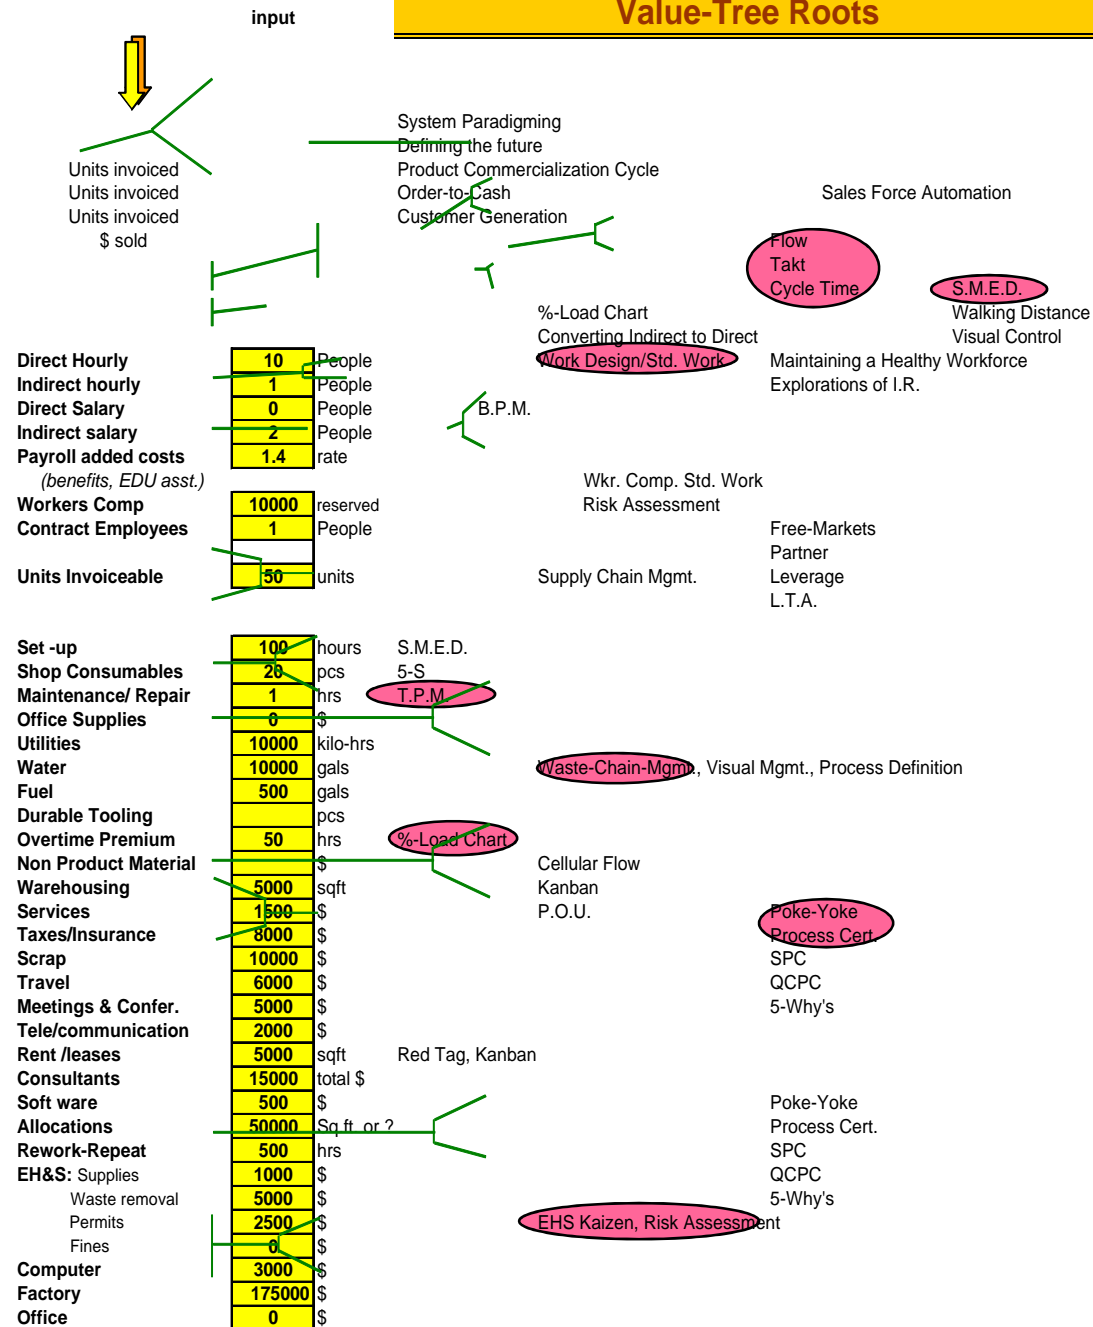 input Value-Tree Roots
System Paradigming
Defining the future
Units invoiced Product Commercialization Cycle
Units invoiced Order-to-Cash Sales Force Automation
Units invoiced Customer Generation
$ sold Flow
Takt
Cycle Time S.M.E.D.
%-Load Chart Walking Distance
Converting Indirect to Direct Visual Control
Direct Hourly 10 People Work Design/Std. Work Maintaining a Healthy Workforce
Indirect hourly 1 People Explorations of I.R.
Direct Salary 0 People B.P.M.
Indirect salary 2 People
Payroll added costs 1.4 rate
(benefits, EDU asst.) Wkr. Comp. Std. Work
Workers Comp 10000 reserved Risk Assessment
Contract Employees 1 People Free-Markets
Partner
Units Invoiceable 50 units Supply Chain Mgmt. Leverage
L.T.A.
Set -up 100 hours S.M.E.D.
Shop Consumables 20 pcs 5-S
Maintenance/ Repair 1 hrs T.P.M.
Office Supplies 0 $
Utilities 10000 kilo-hrs
Water 10000 gals Waste-Chain-Mgmt., Visual Mgmt., Process Definition
Fuel 500 gals
Durable Tooling pcs
Overtime Premium 50 hrs %-Load Chart
Non Product Material $ Cellular Flow
Warehousing 5000 sqft Kanban
Services 1500 $ P.O.U. Poke-Yoke
Taxes/Insurance 8000 $ Process Cert.
Scrap 10000 $ SPC
Travel 6000 $ QCPC
Meetings & Confer. 5000 $ 5-Why's
Tele/communication 2000 $
Rent /leases 5000 sqft Red Tag, Kanban
Consultants 15000 total $
Soft ware 500 $ Poke-Yoke
Allocations 50000 Sq.ft. or ? Process Cert.
Rework-Repeat 500 hrs SPC
EH&S: Supplies 1000 $ QCPC
Waste removal 5000 $ 5-Why's
Permits 2500 $ EHS Kaizen, Risk Assessment
Fines 0 $
Computer 3000 $
Factory 175000 $
Office 0 $